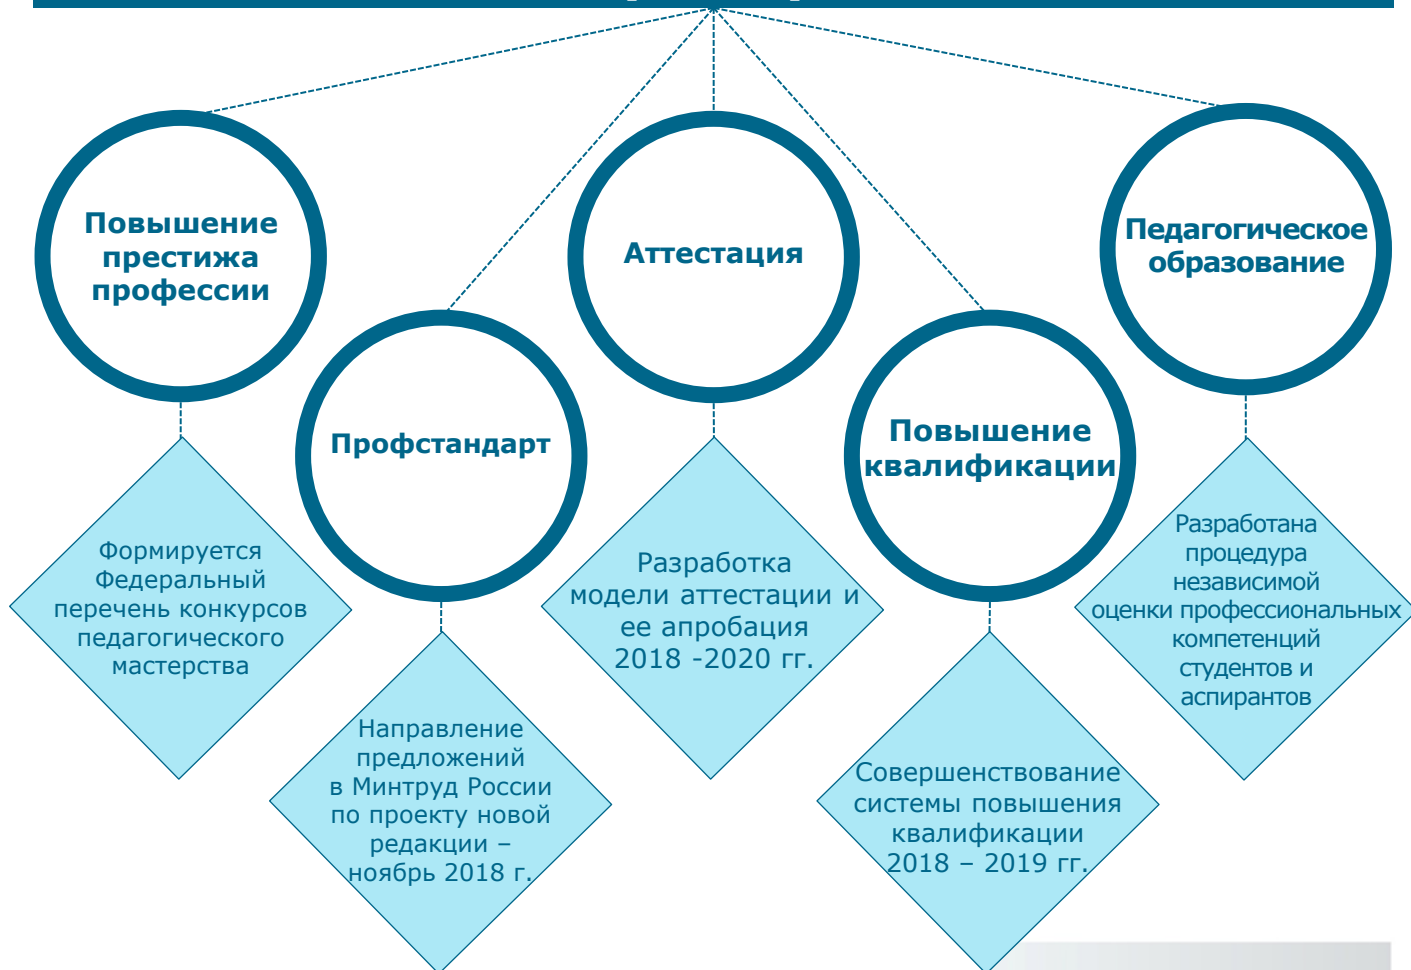 Повышение
престижа
профессии
Профстандарт
Аттестация
Повышение
квалификации
Педагогическое
образование
Формируется
Федеральный
перечень конкурсов
педагогического
мастерства
Направление
предложений
в Минтруд России
по проекту новой
редакции –
ноябрь 2018 г.
Разработка
модели аттестации и
ее апробация
2018 -2020 гг.
Совершенствование
системы повышения
квалификации
2018 – 2019 гг.
Разработана
процедура
независимой
оценки профессиональных
компетенций
студентов и
аспирантов